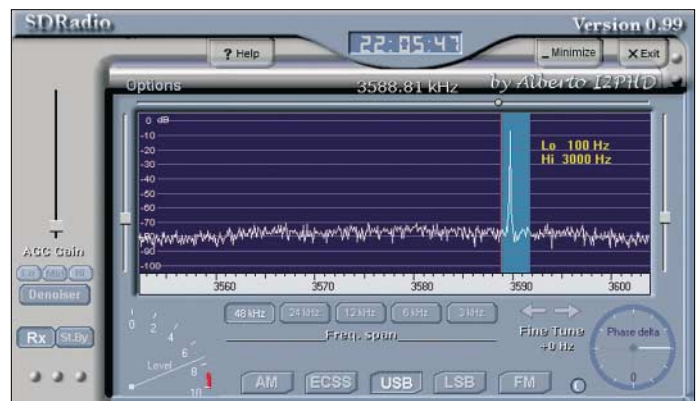 SDRadio
22:05:47
Version 0.99
? Help
_ Minimize
X Exit
Options
3588.81 kHz
by Alberto I2PHD
0 dB
-10
-20
-30
-40
-50
-60
-70
-80
-90
-100
Lo 100 Hz
Hi 3000 Hz
3560 3570 3580 3590 3600
AGC Gain
Lo Mid Hi
Denoiser
Rx St.By
48 kHz 24 kHz 12 kHz 6 kHz 3 kHz
Freq. span
Fine Tune
+0 Hz
Phase delta
0
0 2 4 6 8 10
Level
AM ECSS USB LSB FM